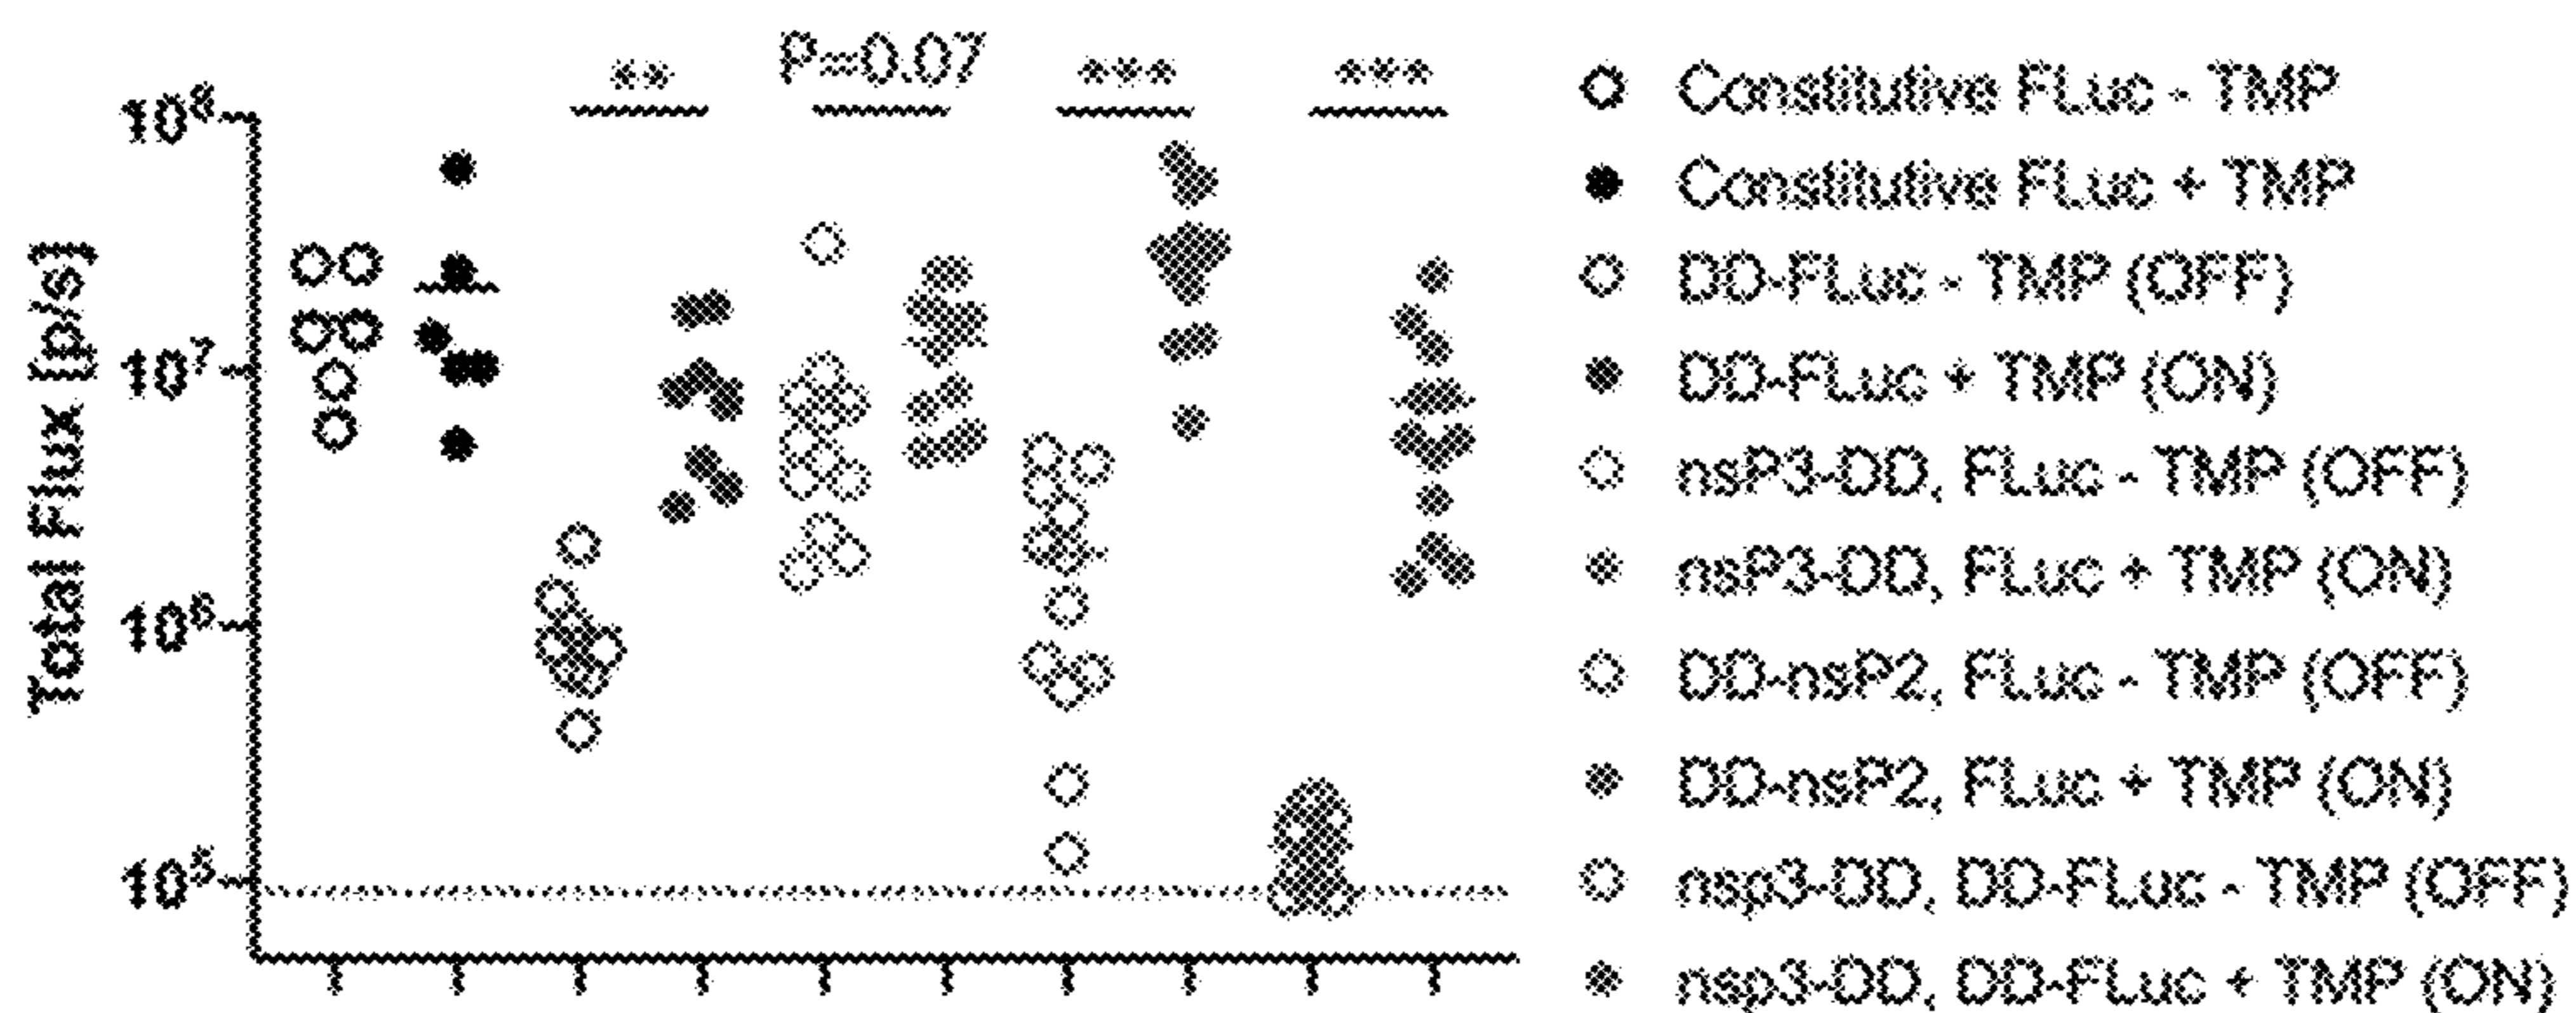 ** P=0.07 *** ***
Total Flux [p/s]
10⁸
10⁷
10⁶
10⁵
Constitutive FLuc - TMP
Constitutive FLuc + TMP
DD-FLuc - TMP (OFF)
DD-FLuc + TMP (ON)
nsP3-DD, FLuc - TMP (OFF)
nsP3-DD, FLuc + TMP (ON)
DD-nsP2, FLuc - TMP (OFF)
DD-nsP2, FLuc + TMP (ON)
nsp3-DD, DD-FLuc - TMP (OFF)
nsp3-DD, DD-FLuc + TMP (ON)